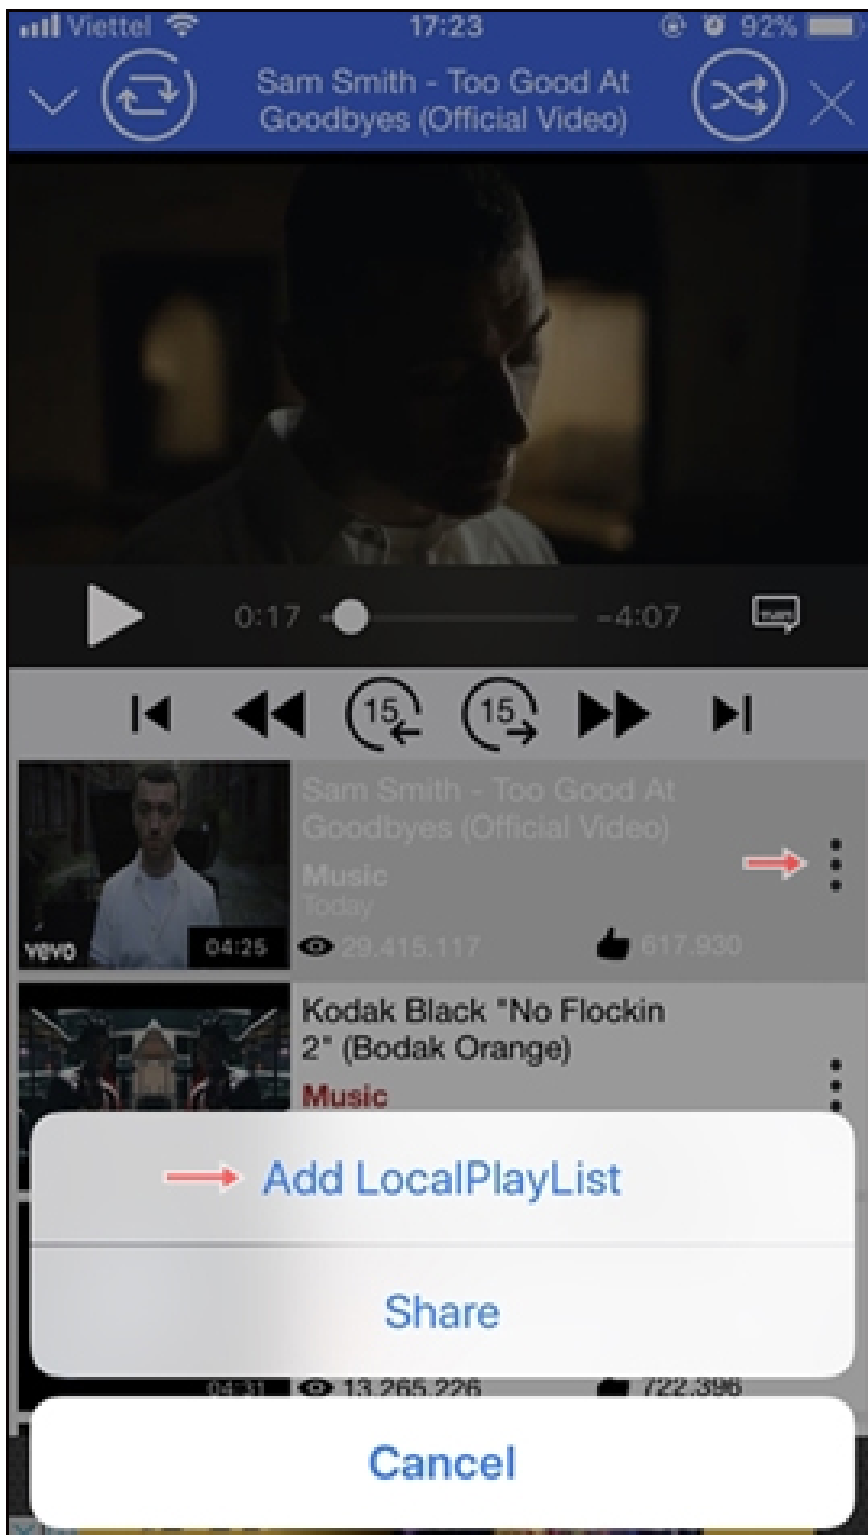 Viettel 17:23 92%
Sam Smith - Too Good At
Goodbyes (Official Video)
0:17 -4:07
15 15
Sam Smith - Too Good At
Goodbyes (Official Video)
Music
Today
vevo 04:25 29.415.117 617.930
Kodak Black "No Flockin
2" (Bodak Orange)
Music
Add LocalPlayList
Share
04:31 13.265.226 722.396
Cancel